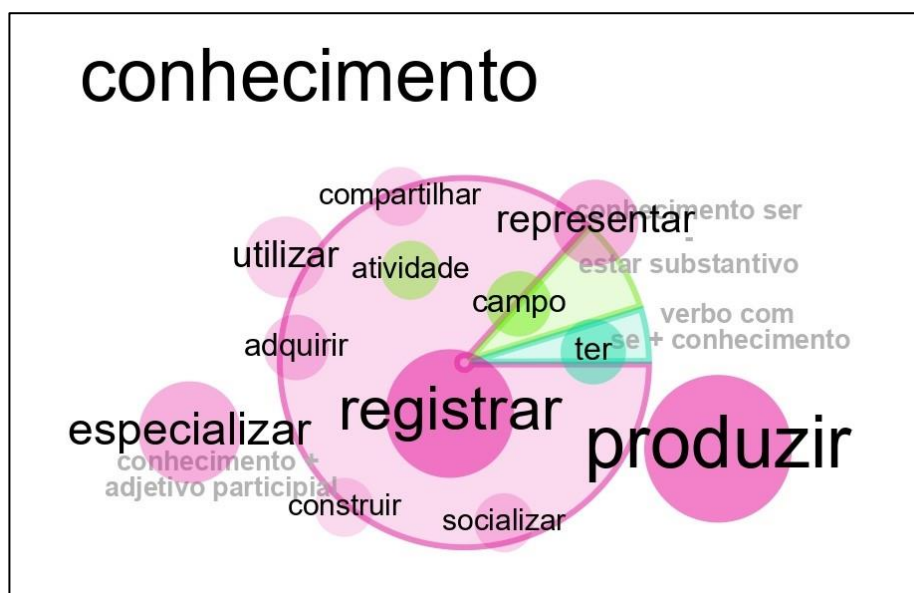 conhecimento
compartilhar
representar
conhecimento ser
-
estar substantivo
utilizar
atividade
campo
verbo com
se + conhecimento
adquirir
ter
registrar
produzir
especializar
conhecimento +
adjetivo participial
construir
socializar